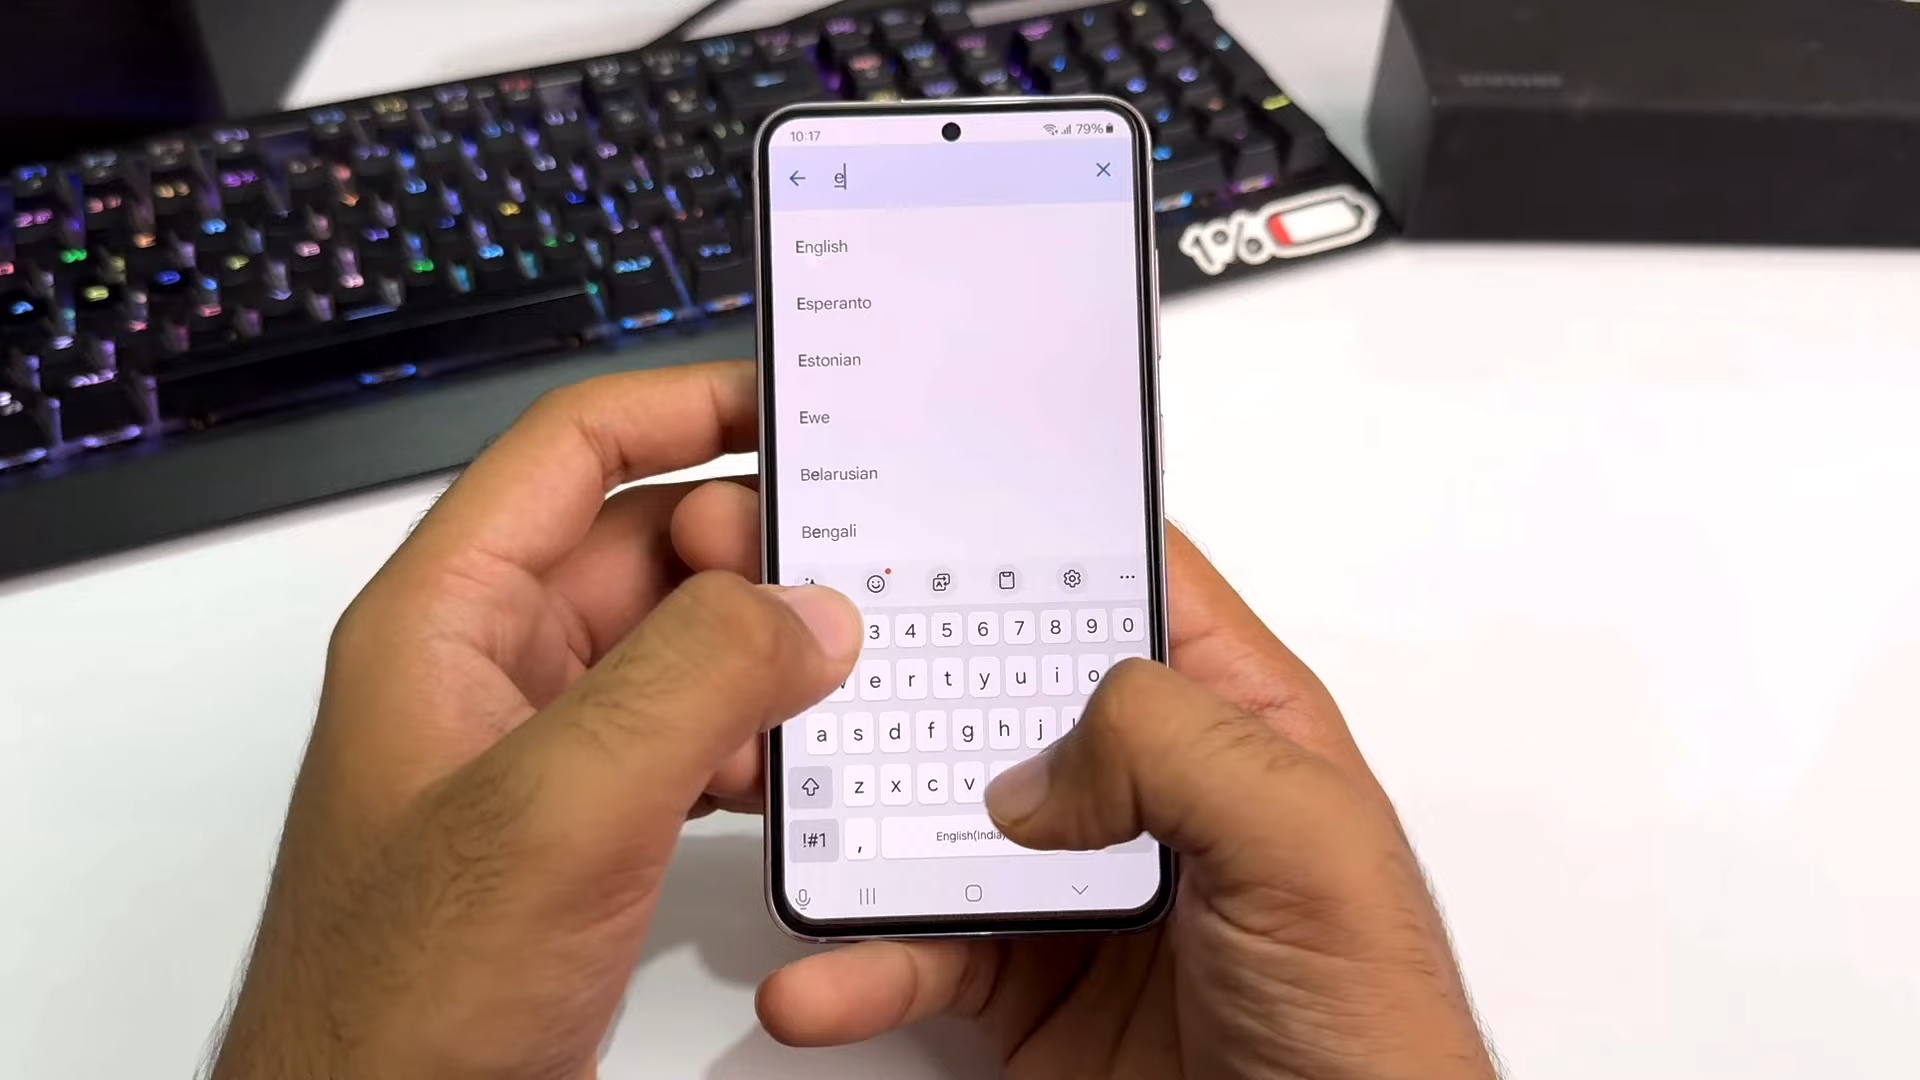 10:17 79%
e
English
Esperanto
Estonian
Ewe
Belarusian
Bengali
3 4 5 6 7 8 9 0
e r t y u i o
a s d f g h j
z x c v
!#1 , English(India)
1%